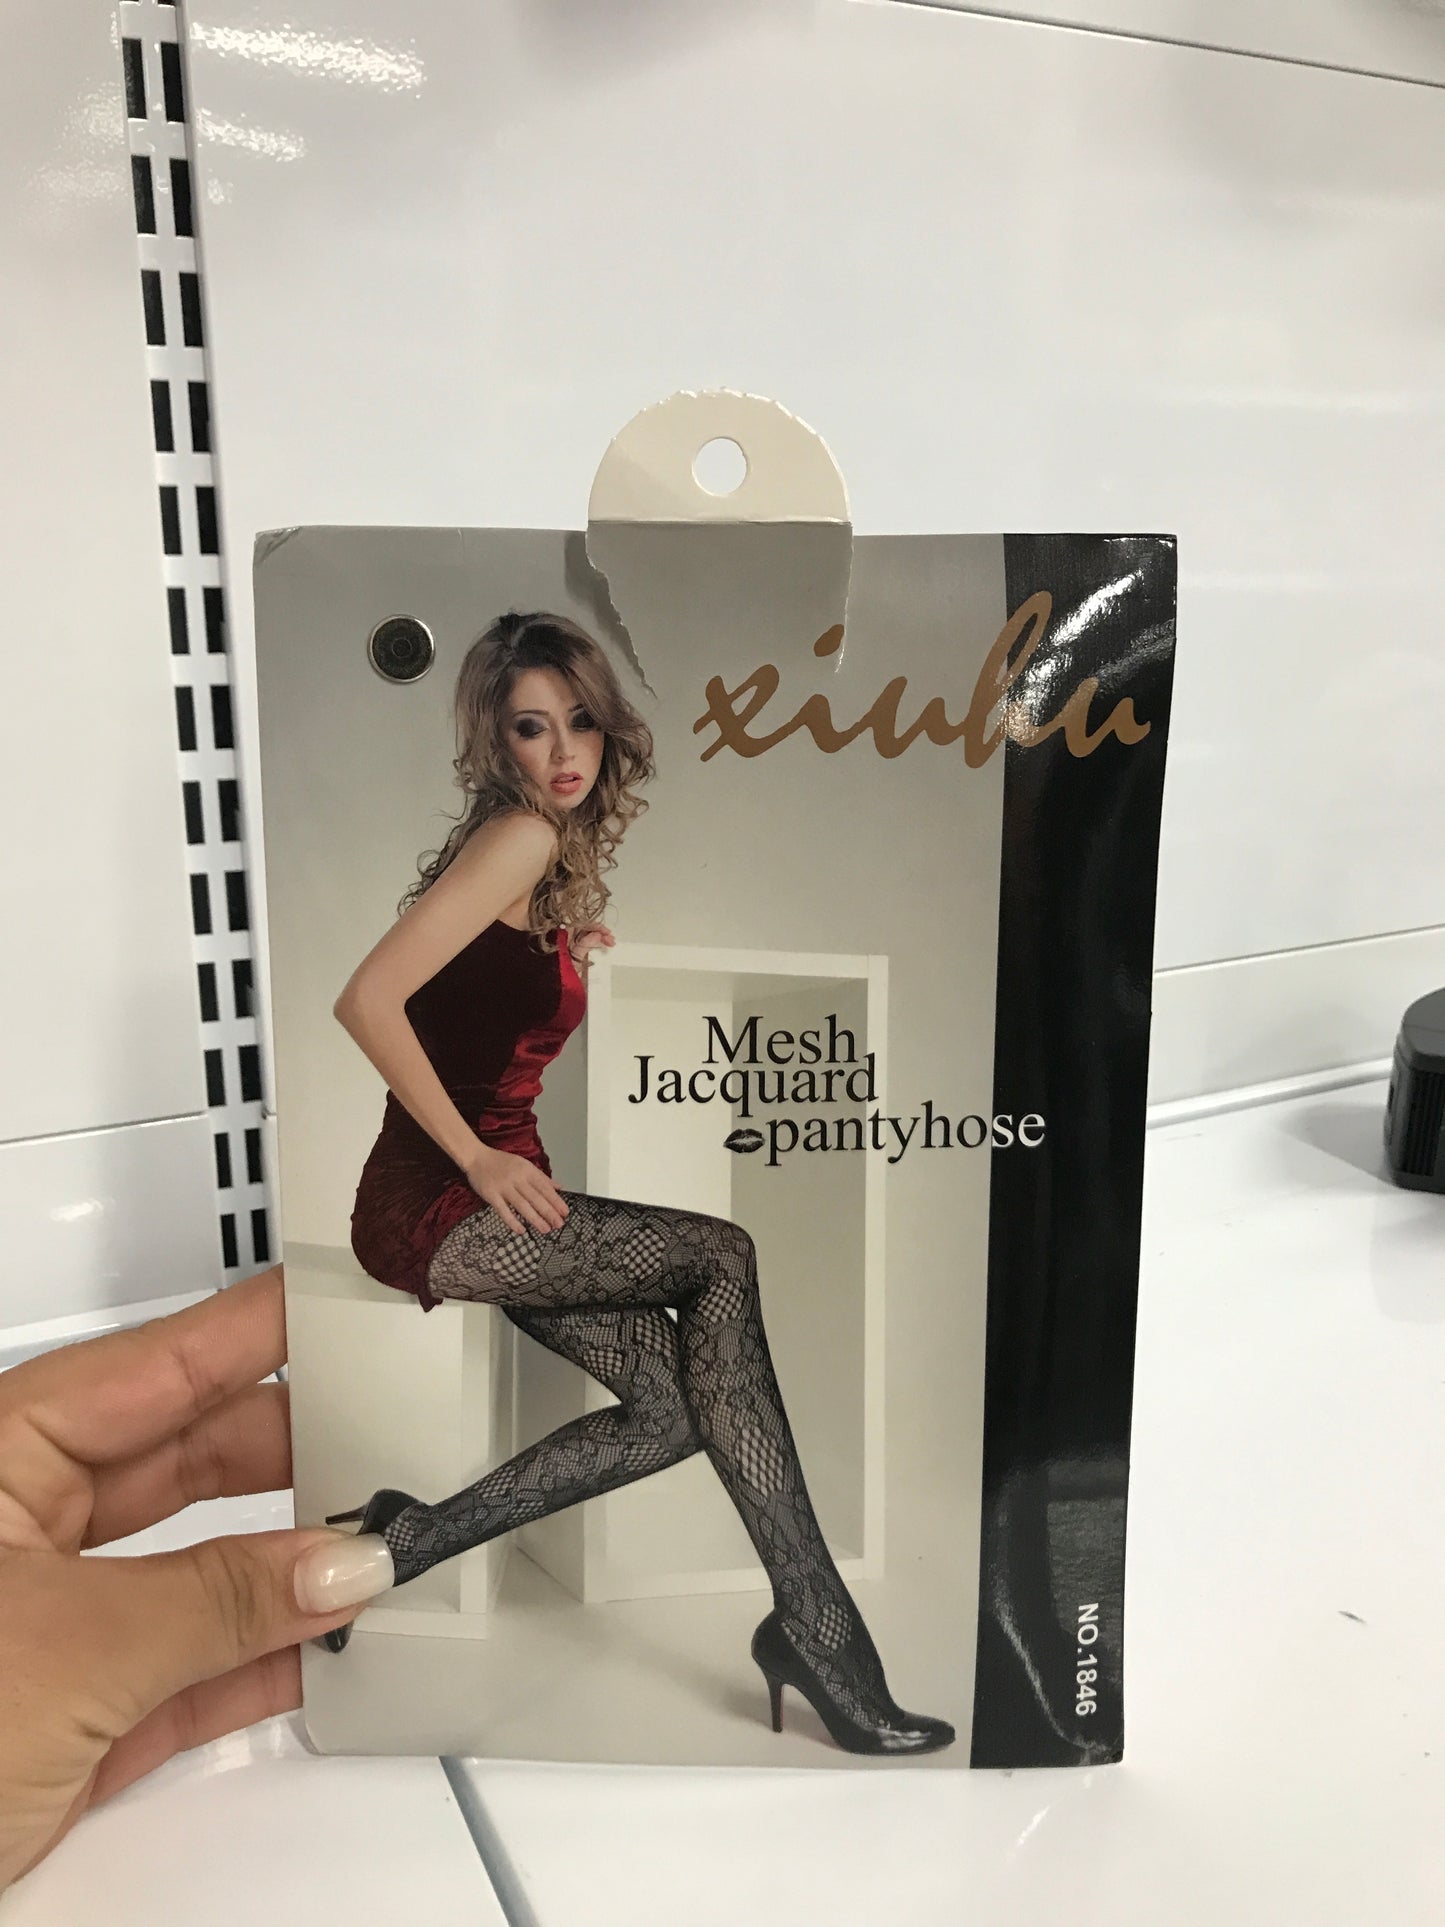 xiuhu
Mesh
Jacquard
pantyhose
NO.1846